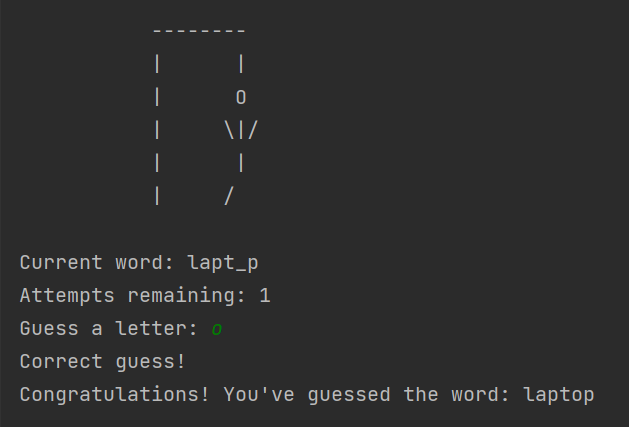 --------
|      |
|      O
|     \|/
|      |
|     /
Current word: lapt_p
Attempts remaining: 1
Guess a letter: o
Correct guess!
Congratulations! You've guessed the word: laptop